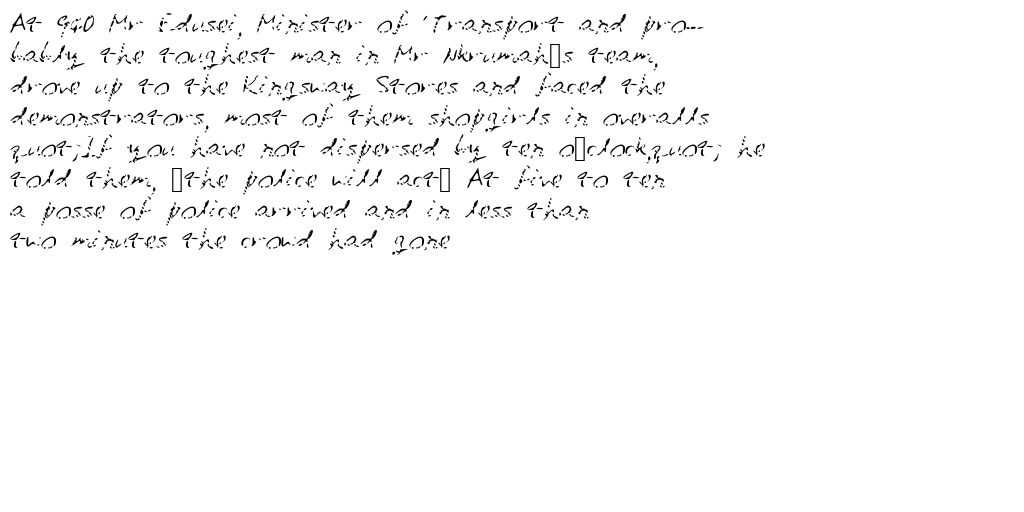 At 940 Mr Edusei, Minister of 'Transport and pro-
bably the toughest man in Mr Nkrumah□s team,
drove up to the Kingsway Stores and faced the
demonstrators, most of them shopgirls in overalls
quot;If you have not dispersed by ten o□clock,quot; he
told them, □the police will act□ At five to ten
a posse of police arrived and in less than
two minutes the crowd had gone